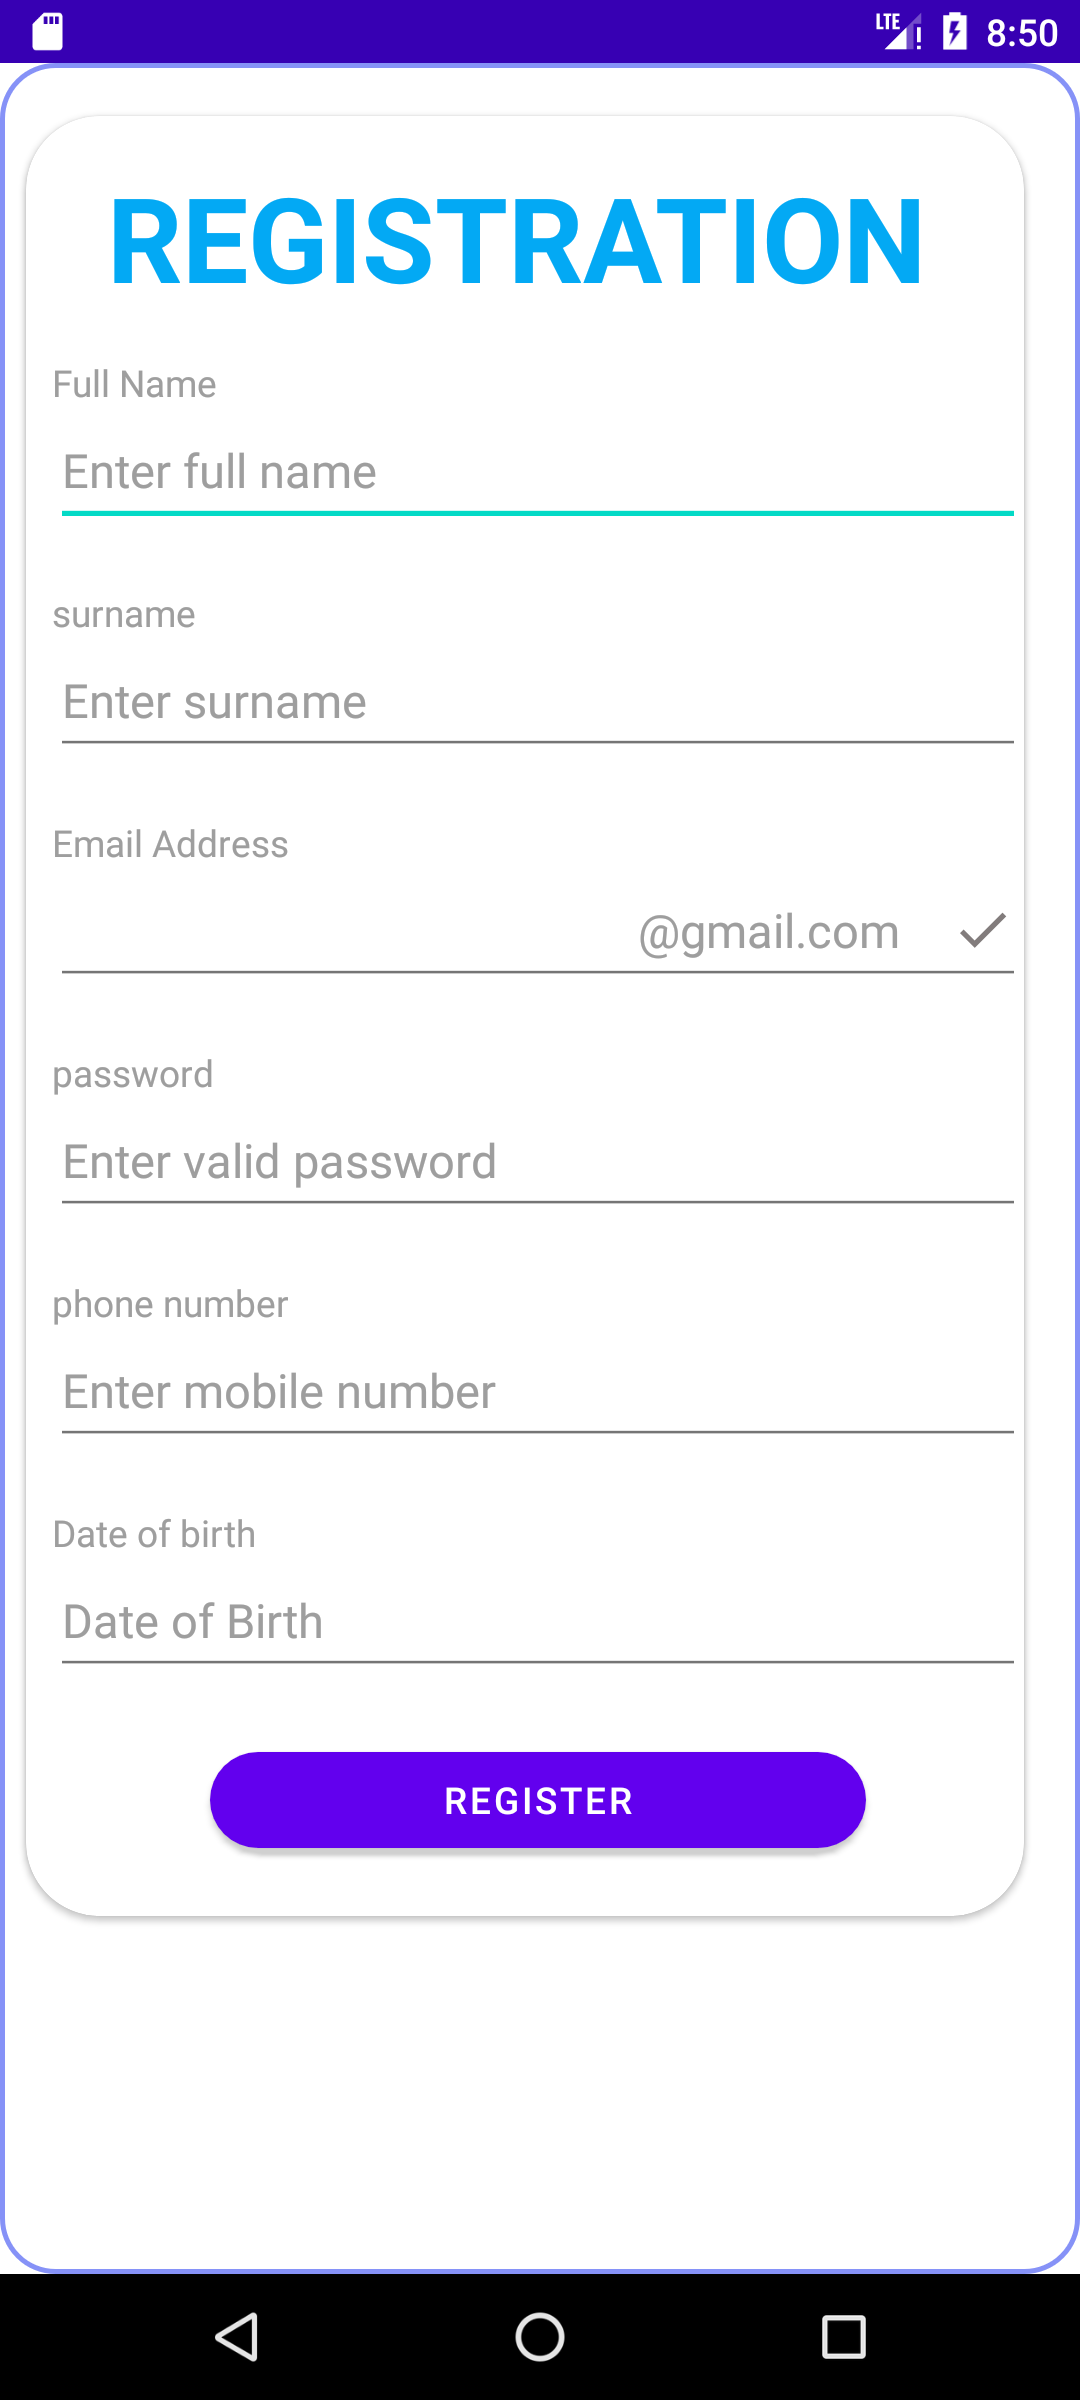 LTE 8:50
REGISTRATION
Full Name
Enter full name
surname
Enter surname
Email Address
@gmail.com
password
Enter valid password
phone number
Enter mobile number
Date of birth
Date of Birth
REGISTER